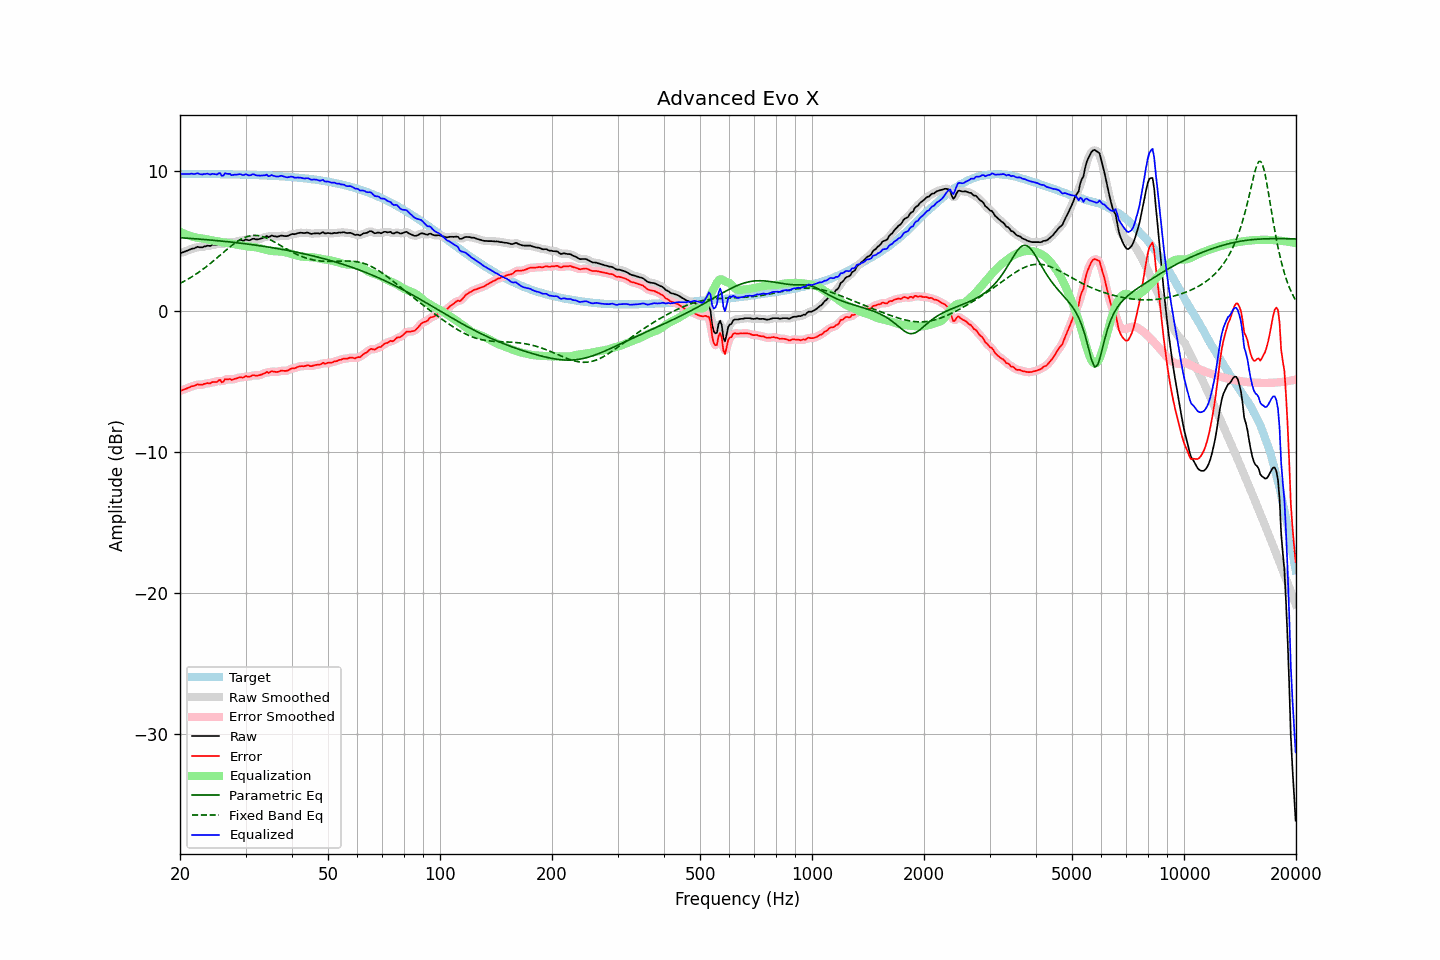 Advanced Evo X
Amplitude (dBr)
10
0
−10
−20
−30
Target
Raw Smoothed
Error Smoothed
Raw
Error
Equalization
Parametric Eq
Fixed Band Eq
Equalized
20 50 100 200 500 1000 2000 5000 10000 20000
Frequency (Hz)